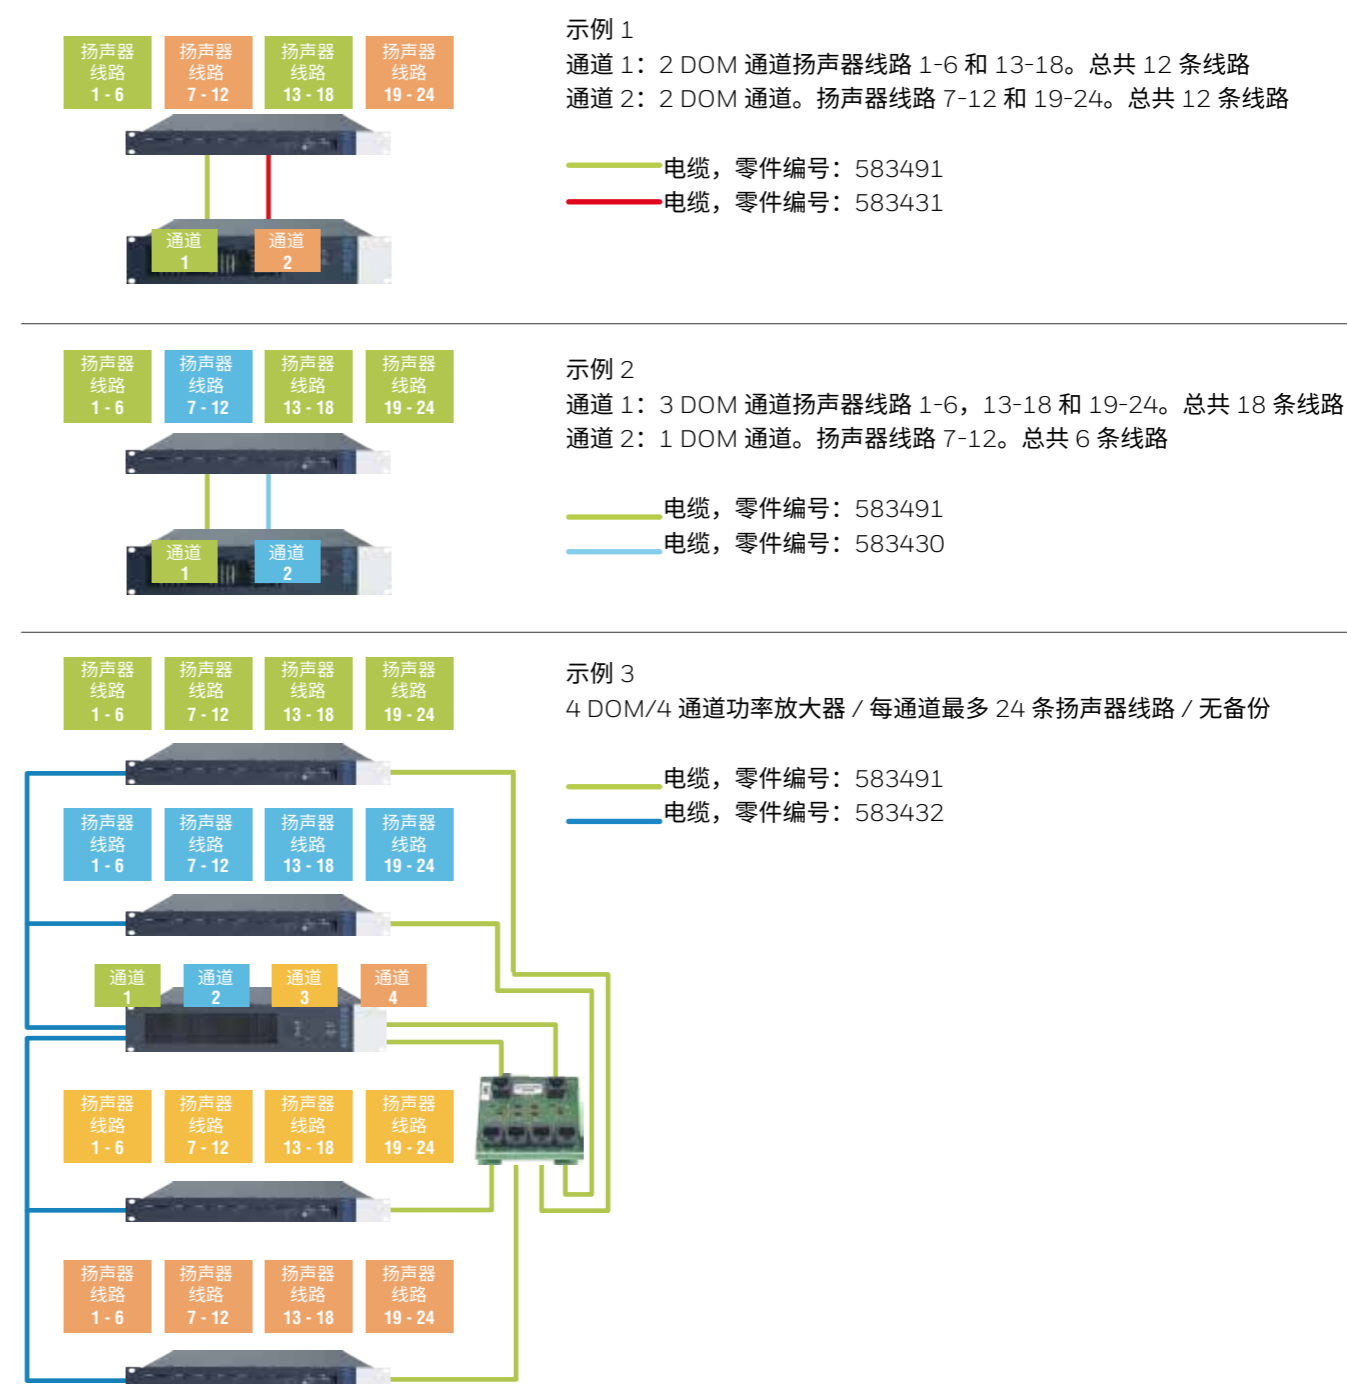 扬声器
线路
1 - 6
扬声器
线路
7 - 12
扬声器
线路
13 - 18
扬声器
线路
19 - 24
通道
1
通道
2
示例 1
通道 1：2 DOM 通道扬声器线路 1-6 和 13-18。总共 12 条线路
通道 2：2 DOM 通道。扬声器线路 7-12 和 19-24。总共 12 条线路
电缆，零件编号：583491
电缆，零件编号：583431
扬声器
线路
1 - 6
扬声器
线路
7 - 12
扬声器
线路
13 - 18
扬声器
线路
19 - 24
通道
1
通道
2
示例 2
通道 1：3 DOM 通道扬声器线路 1-6，13-18 和 19-24。总共 18 条线路
通道 2：1 DOM 通道。扬声器线路 7-12。总共 6 条线路
电缆，零件编号：583491
电缆，零件编号：583430
扬声器
线路
1 - 6
扬声器
线路
7 - 12
扬声器
线路
13 - 18
扬声器
线路
19 - 24
示例 3
4 DOM/4 通道功率放大器 / 每通道最多 24 条扬声器线路 / 无备份
电缆，零件编号：583491
电缆，零件编号：583432
扬声器
线路
1 - 6
扬声器
线路
7 - 12
扬声器
线路
13 - 18
扬声器
线路
19 - 24
通道
1
通道
2
通道
3
通道
4
扬声器
线路
1 - 6
扬声器
线路
7 - 12
扬声器
线路
13 - 18
扬声器
线路
19 - 24
扬声器
线路
1 - 6
扬声器
线路
7 - 12
扬声器
线路
13 - 18
扬声器
线路
19 - 24